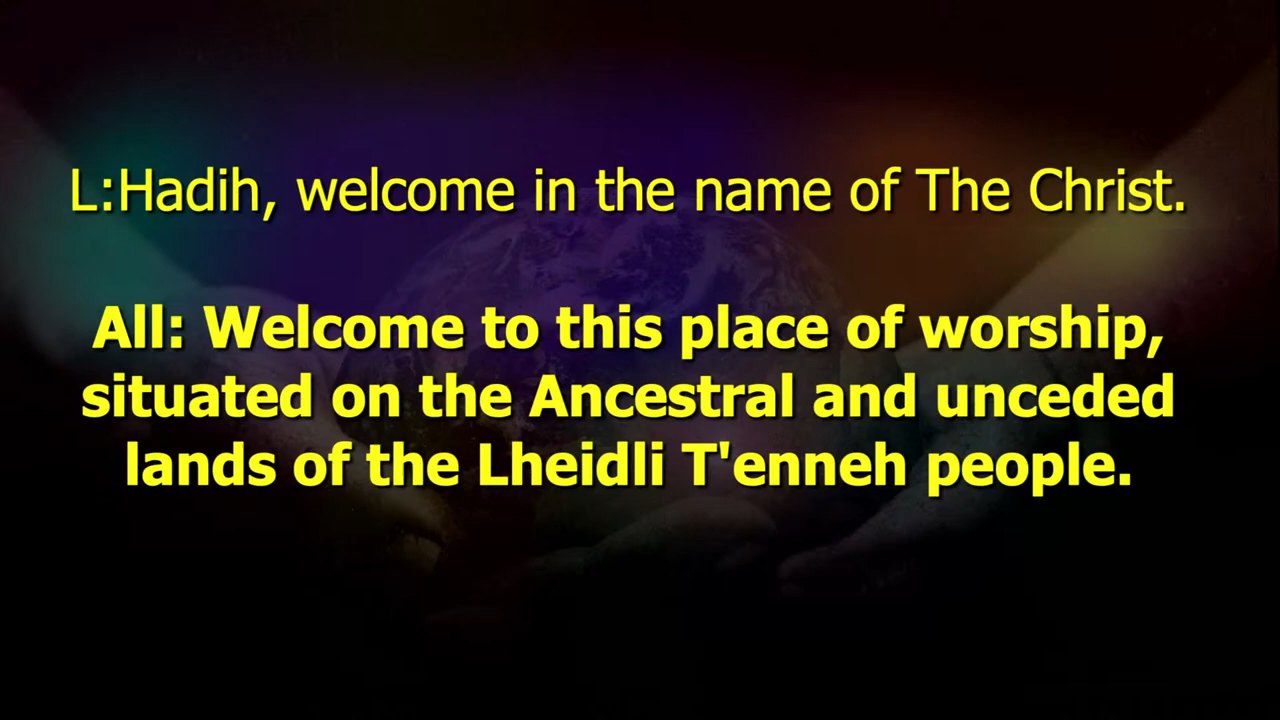 L:Hadih, welcome in the name of The Christ.
All: Welcome to this place of worship,
situated on the Ancestral and unceded
lands of the Lheidli T'enneh people.